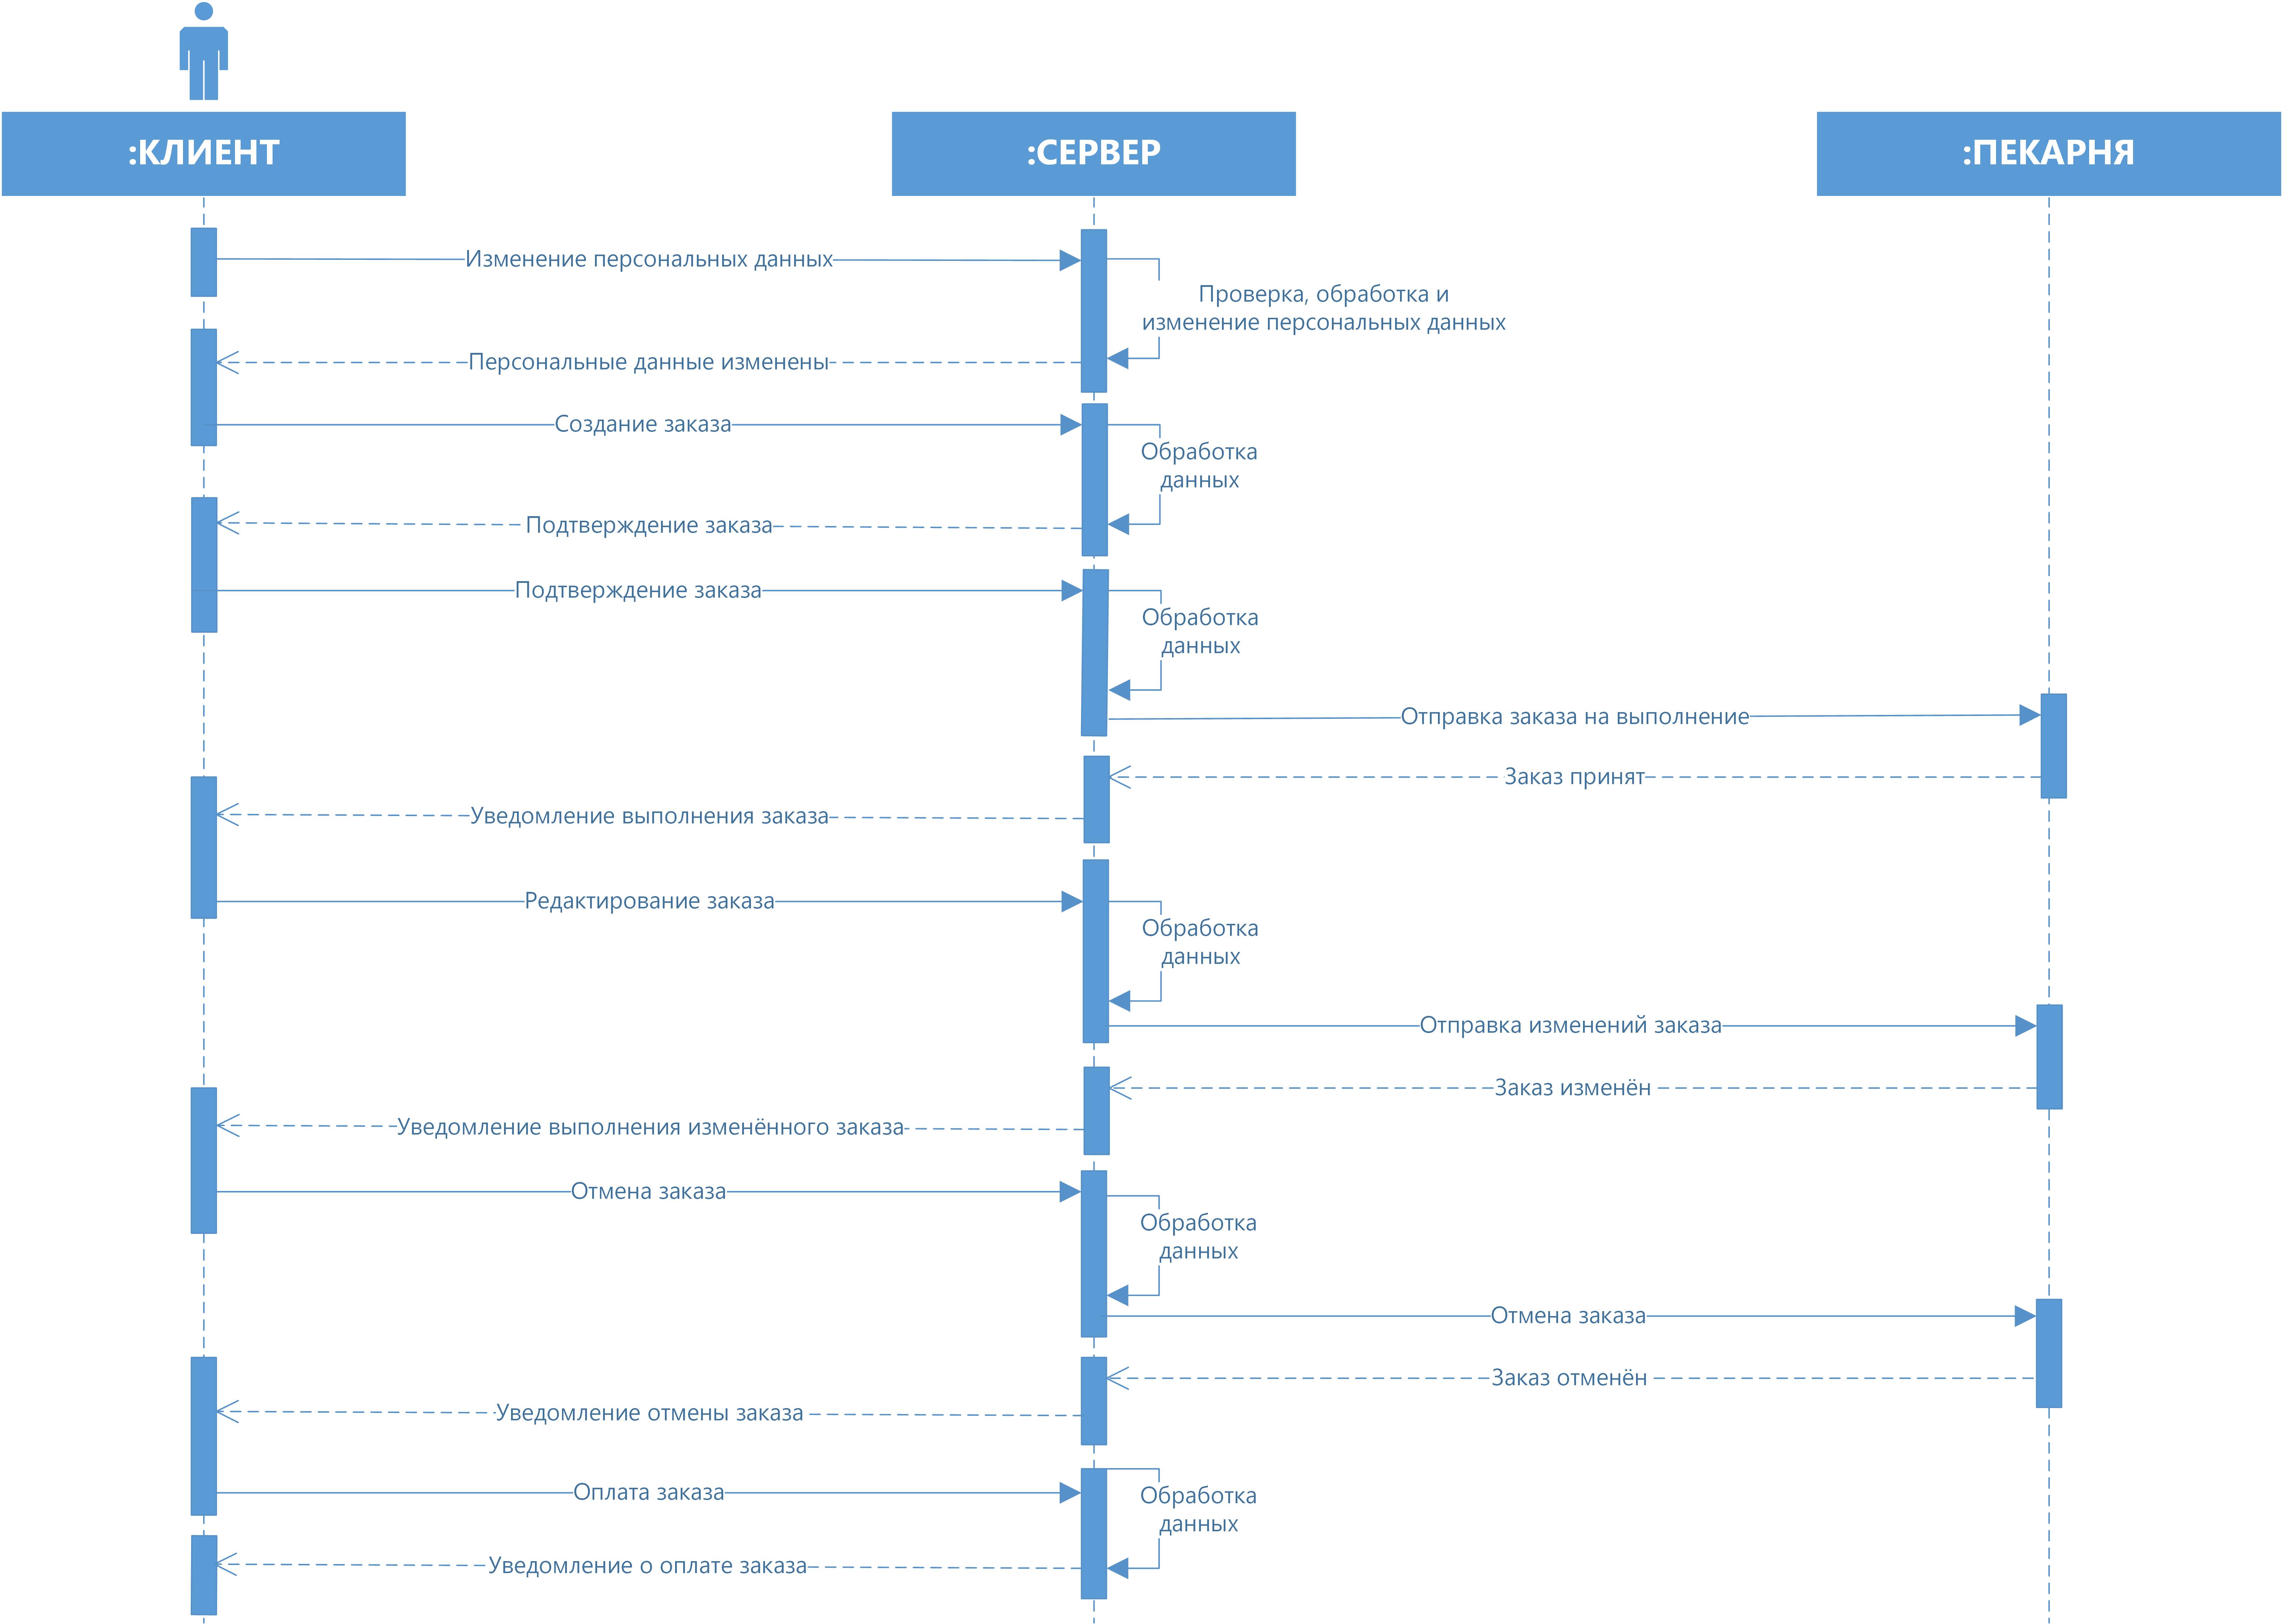 :КЛИЕНТ
:СЕРВЕР
:ПЕКАРНЯ
Изменение персональных данных
Проверка, обработка и
изменение персональных данных
Персональные данные изменены
Создание заказа
Обработка
данных
Подтверждение заказа
Подтверждение заказа
Обработка
данных
Отправка заказа на выполнение
Заказ принят
Уведомление выполнения заказа
Редактирование заказа
Обработка
данных
Отправка изменений заказа
Заказ изменён
Уведомление выполнения изменённого заказа
Отмена заказа
Обработка
данных
Отмена заказа
Заказ отменён
Уведомление отмены заказа
Оплата заказа
Обработка
данных
Уведомление о оплате заказа